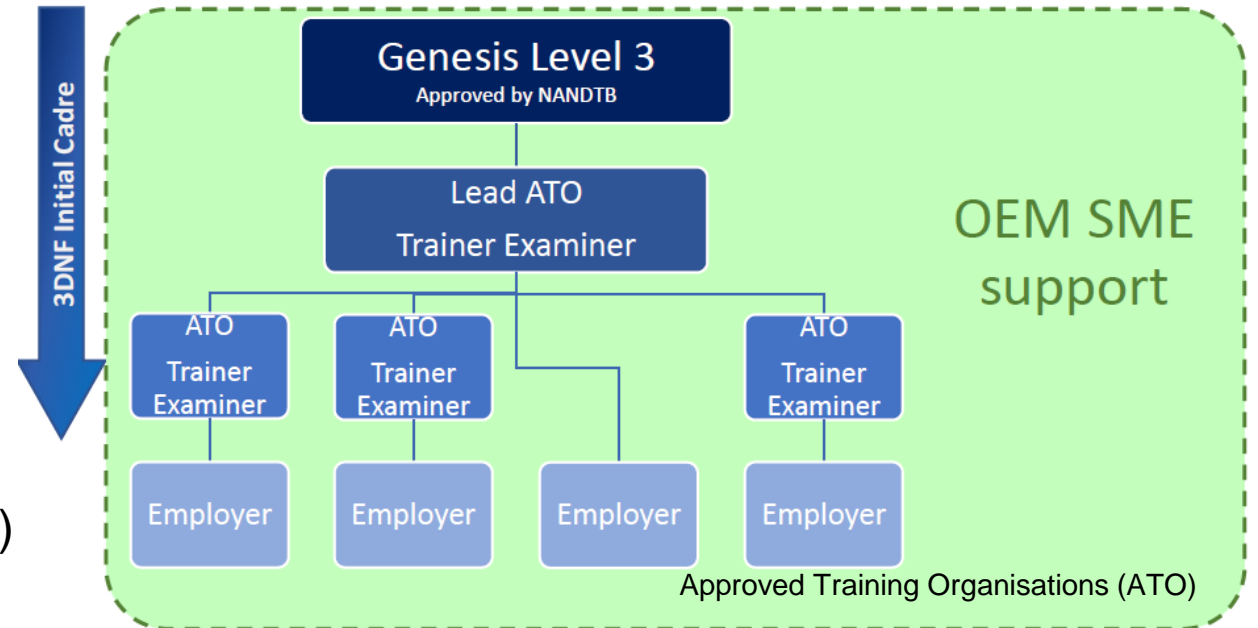 3DNF Initial Cadre
Genesis Level 3
Approved by NANDTB
Lead ATO
Trainer Examiner
OEM SME
support
ATO
Trainer
Examiner
ATO
Trainer
Examiner
ATO
Trainer
Examiner
Employer
Employer
Employer
Employer
)
Approved Training Organisations (ATO)